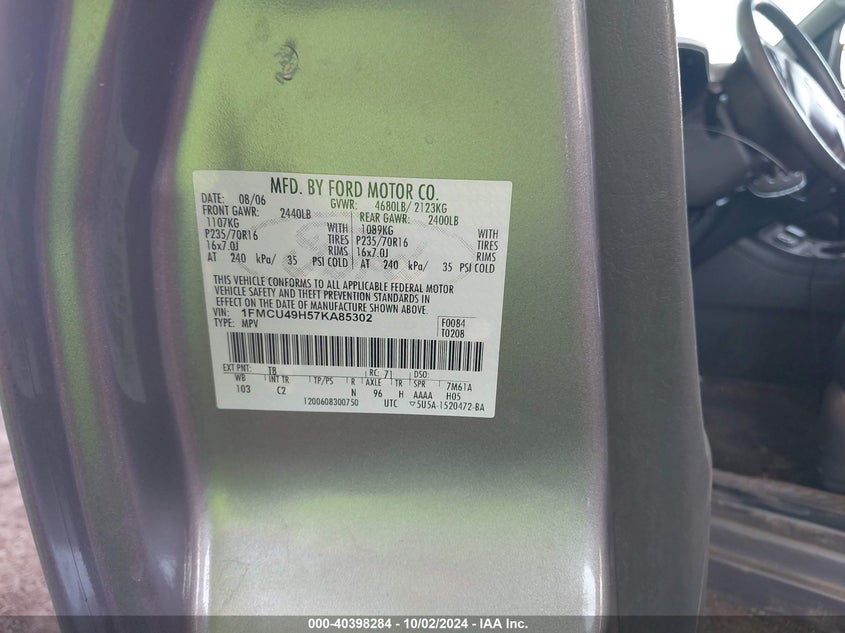 MFD. BY FORD MOTOR CO.
DATE: 08/06 GVWR: 4680LB/ 2123KG
FRONT GAWR: 2440LB REAR GAWR: 2400LB
1107KG WITH 1089KG WITH
P235/70R16 TIRES P235/70R16 TIRES
16x7.0J RIMS 16x7.0J RIMS
AT 240 kPa/ 35 PSI COLD AT 240 kPa/ 35 PSI COLD
THIS VEHICLE CONFORMS TO ALL APPLICABLE FEDERAL MOTOR
VEHICLE SAFETY AND THEFT PREVENTION STANDARDS IN
EFFECT ON THE DATE OF MANUFACTURE SHOWN ABOVE.
VIN: 1FMCU49H57KA85302 F0084
TYPE: MPV T0208
EXT PNT: TB RC: 71 DSO:
WB INT TR TP/PS R AXLE TR SPR 7M61A
103 C2 N 96 H AAAA H05
1200608300750 UTC ▽5U5A-1520472-BA
000-40398284 - 10/02/2024 - IAA Inc.